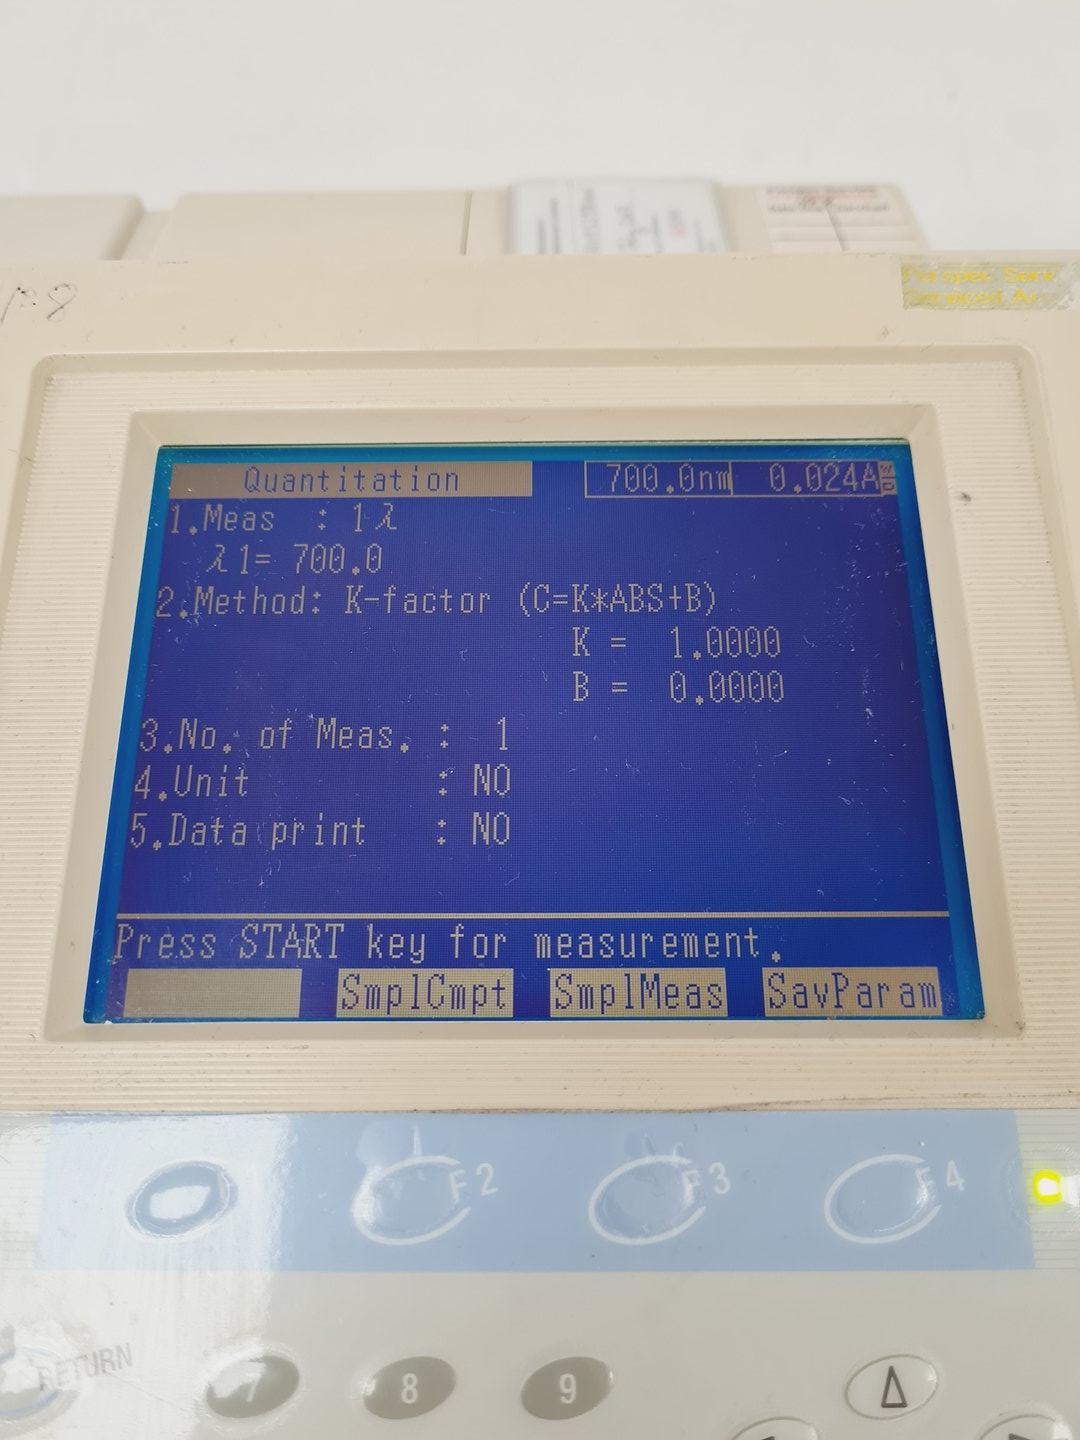 Quantitation 700.0nm 0.024A
1.Meas : 1λ
λ1= 700.0
2.Method: K-factor (C=K*ABS+B)
K = 1.0000
B = 0.0000
3.No. of Meas. : 1
4.Unit : NO
5.Data print : NO
Press START key for measurement.
SmplCmpt SmplMeas SavParam
F2 F3 F4
RETURN 7 8 9